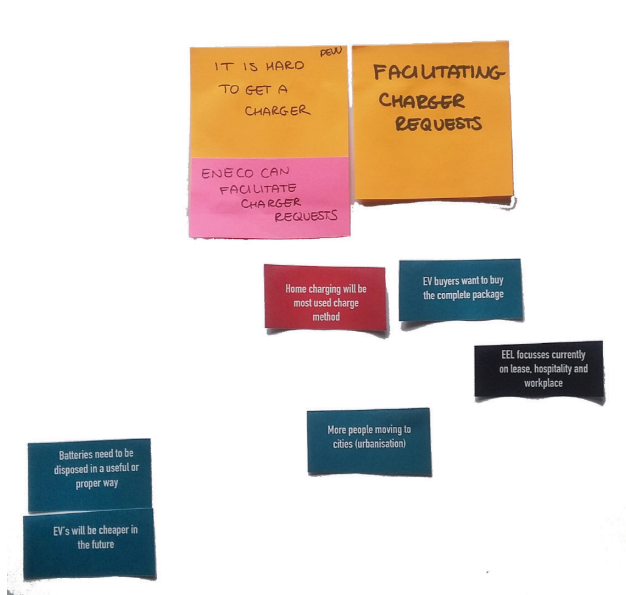 IT IS HARD
TO GET A
CHARGER
ENECO CAN
FACILITATE
CHARGER
REQUESTS
FACILITATING
CHARGER
REQUESTS
Home charging will be
most used charge
method
EV buyers want to buy
the complete package
EEL focusses currently
on lease, hospitality and
workplace
More people moving to
cities (urbanisation)
Batteries need to be
disposed in a useful or
proper way
EV's will be cheaper in
the future